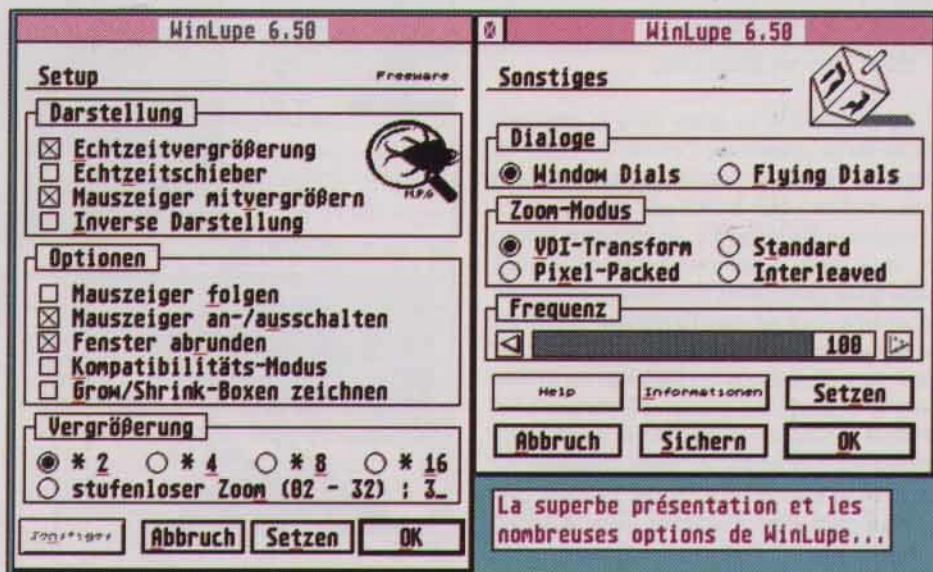 WinLupe 6.50
Setup
Freeware
Darstellung
Echtzeitvergrößerung
Echtzeitschieber
Mauszeiger mitvergrößern
Inverse Darstellung
M.P.G
Optionen
Mauszeiger folgen
Mauszeiger an-/ausschalten
Fenster abrunden
Kompatibilitäts-Modus
Grow/Shrink-Boxen zeichnen
Vergrößerung
* 2 * 4 * 8 * 16
stufenloser Zoom (02 - 32) : 3_
Sonstiges Abbruch Setzen OK
WinLupe 6.50
Sonstiges
Dialoge
Window Dials Flying Dials
Zoom-Modus
VDI-Transform Standard
Pixel-Packed Interleaved
Frequenz
100
Help Informationen Setzen
Abbruch Sichern OK
La superbe présentation et les
nombreuses options de WinLupe...